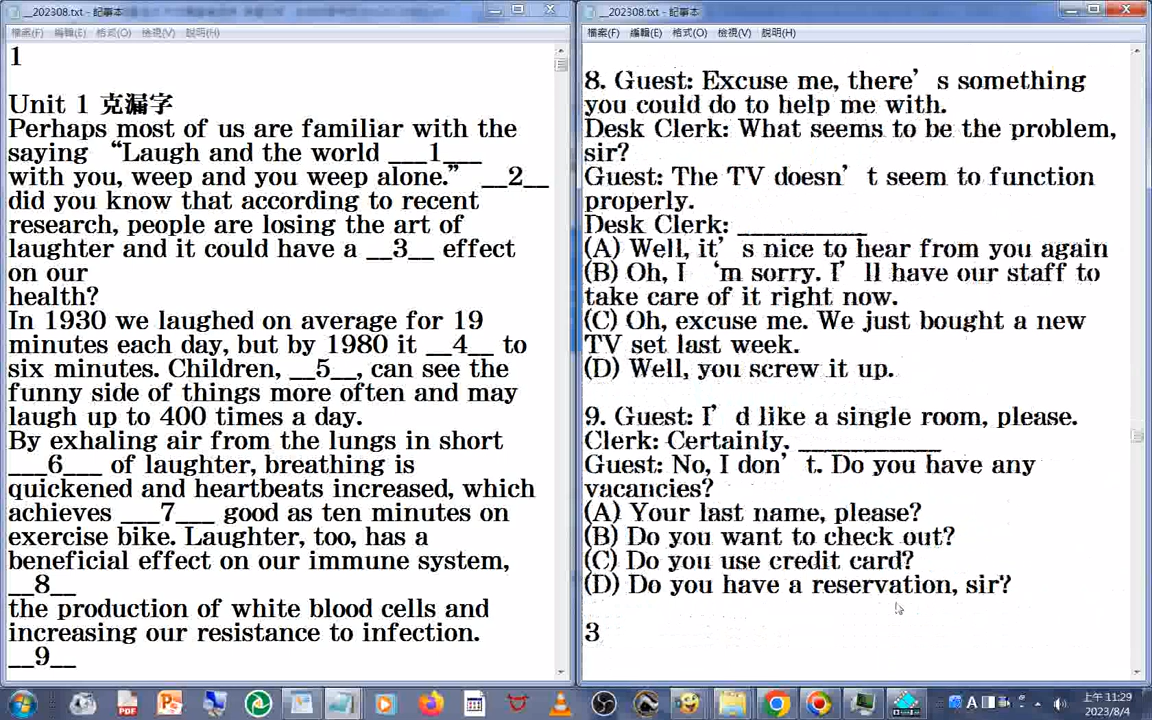 __202308.txt - 記事本
檔案(F) 編輯(E) 格式(O) 檢視(V) 說明(H)
1
Unit 1 克漏字
Perhaps most of us are familiar with the
saying “Laugh and the world ___1___
with you, weep and you weep alone.” __2__
did you know that according to recent
research, people are losing the art of
laughter and it could have a __3__ effect
on our
health?
In 1930 we laughed on average for 19
minutes each day, but by 1980 it __4__ to
six minutes. Children, __5__, can see the
funny side of things more often and may
laugh up to 400 times a day.
By exhaling air from the lungs in short
___6___ of laughter, breathing is
quickened and heartbeats increased, which
achieves ___7___ good as ten minutes on
exercise bike. Laughter, too, has a
beneficial effect on our immune system,
__8__
the production of white blood cells and
increasing our resistance to infection.
__9__
__202308.txt - 記事本
檔案(F) 編輯(E) 格式(O) 檢視(V) 說明(H)
8. Guest: Excuse me, there’s something
you could do to help me with.
Desk Clerk: What seems to be the problem,
sir?
Guest: The TV doesn’t seem to function
properly.
Desk Clerk: __________
(A) Well, it’s nice to hear from you again
(B) Oh, I ‘m sorry. I’ll have our staff to
take care of it right now.
(C) Oh, excuse me. We just bought a new
TV set last week.
(D) Well, you screw it up.
9. Guest: I’d like a single room, please.
Clerk: Certainly. ___________
Guest: No, I don’t. Do you have any
vacancies?
(A) Your last name, please?
(B) Do you want to check out?
(C) Do you use credit card?
(D) Do you have a reservation, sir?
3
上午 11:29
2023/8/4